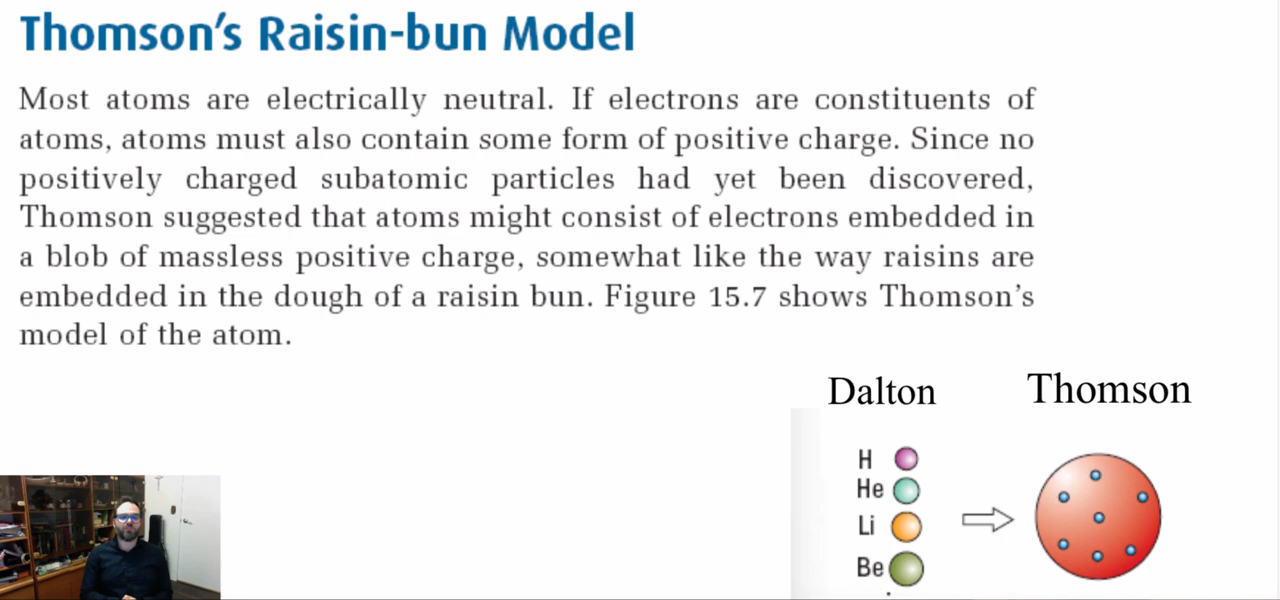 Thomson's Raisin-bun Model
Most atoms are electrically neutral. If electrons are constituents of
atoms, atoms must also contain some form of positive charge. Since no
positively charged subatomic particles had yet been discovered,
Thomson suggested that atoms might consist of electrons embedded in
a blob of massless positive charge, somewhat like the way raisins are
embedded in the dough of a raisin bun. Figure 15.7 shows Thomson's
model of the atom.
Dalton
Thomson
H
He
Li
Be